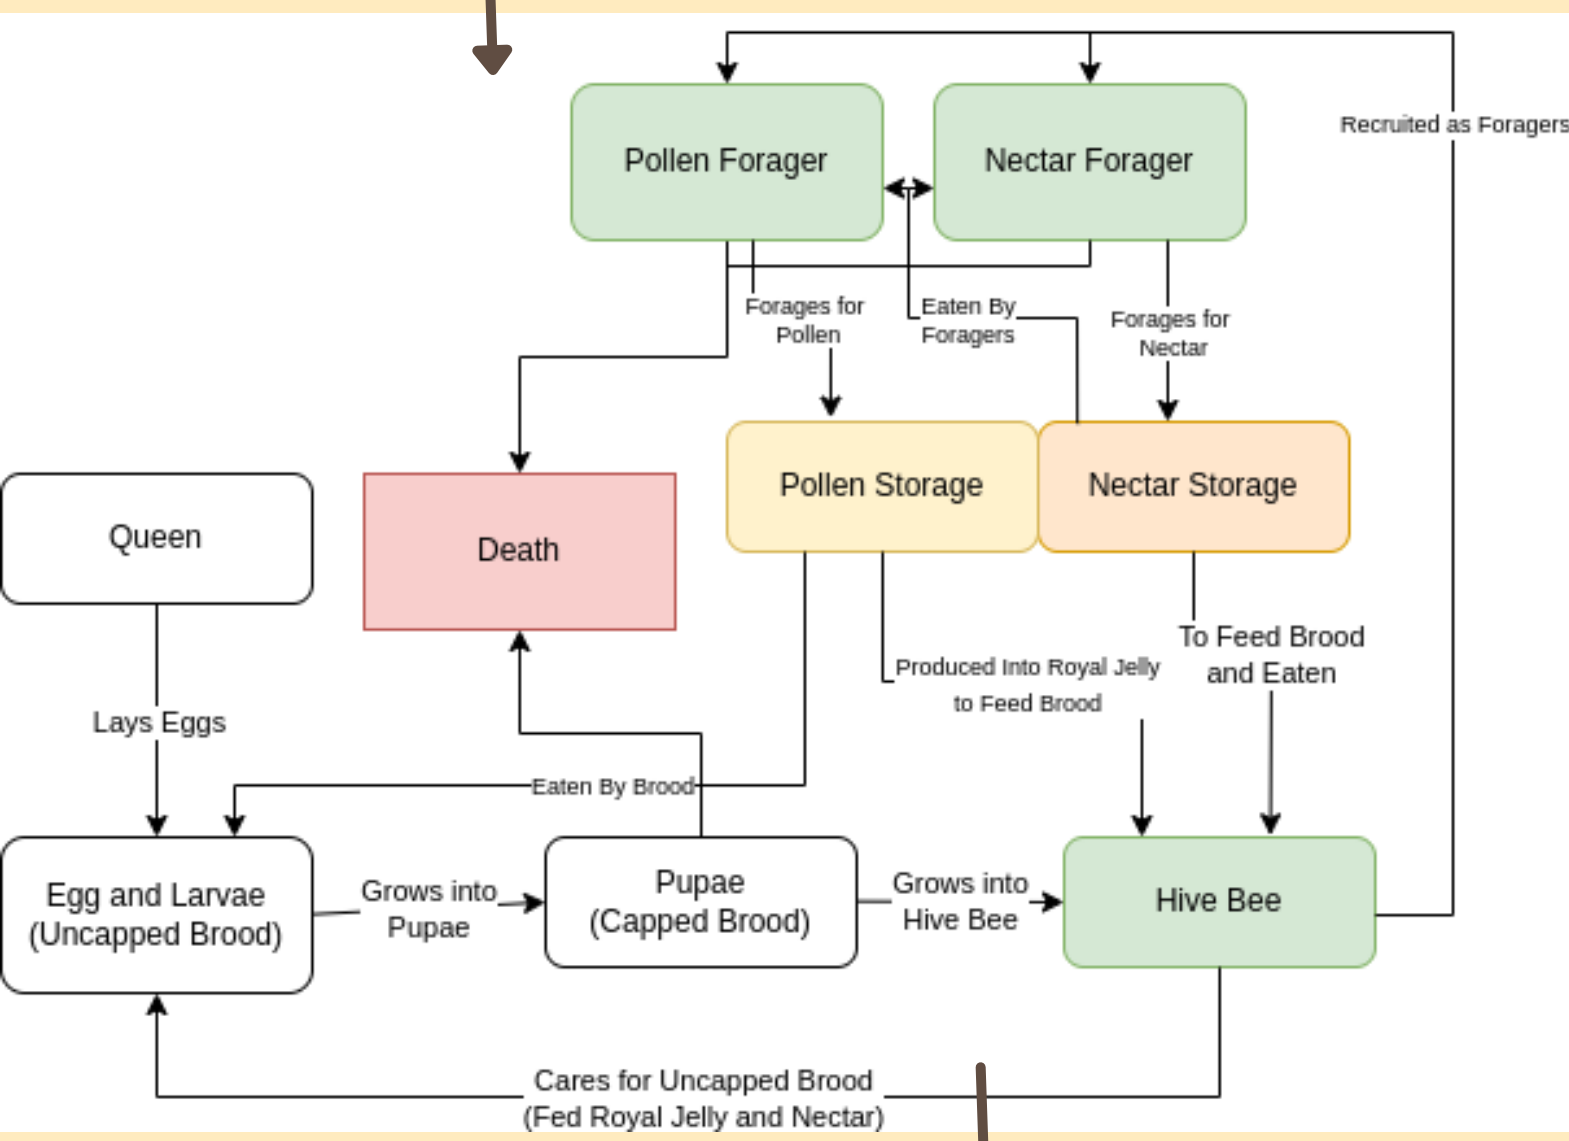 Recruited as Foragers
Pollen Forager
Nectar Forager
Forages for
Pollen
Eaten By
Foragers
Forages for
Nectar
Pollen Storage
Nectar Storage
Queen
Death
To Feed Brood
and Eaten
Produced Into Royal Jelly
to Feed Brood
Lays Eggs
Eaten By Brood
Egg and Larvae
(Uncapped Brood)
Grows into
Pupae
Pupae
(Capped Brood)
Grows into
Hive Bee
Hive Bee
Cares for Uncapped Brood
(Fed Royal Jelly and Nectar)